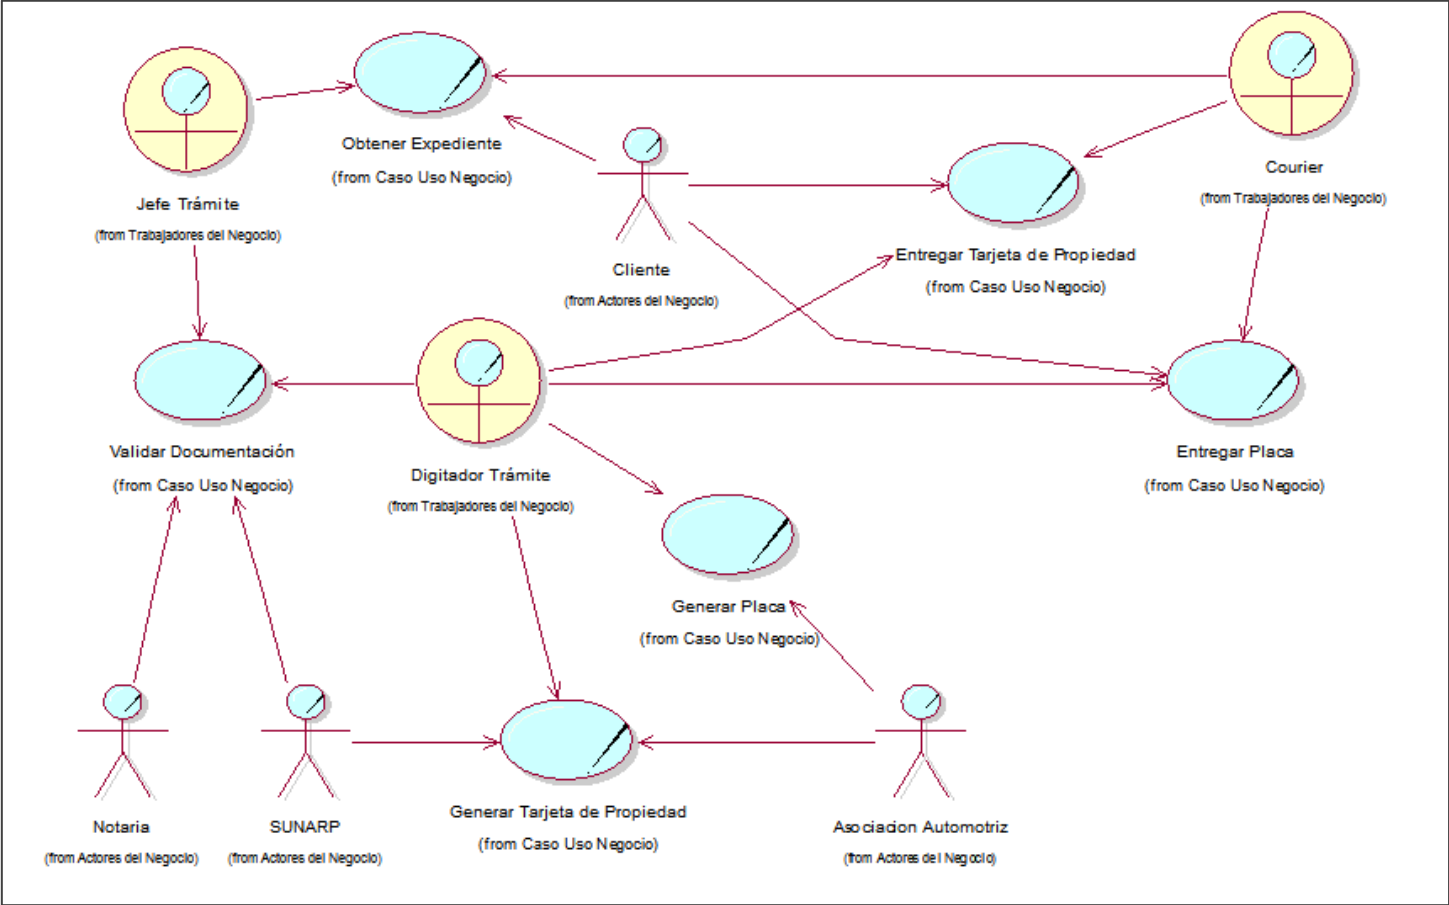 Obtener Expediente
(from Caso Uso Negocio)
Jefe Trámite
(from Trabajadores del Negocio)
Courier
(from Trabajadores del Negocio)
Cliente
(from Actores del Negocio)
Entregar Tarjeta de Propiedad
(from Caso Uso Negocio)
Validar Documentación
(from Caso Uso Negocio)
Digitador Trámite
(from Trabajadores del Negocio)
Entregar Placa
(from Caso Uso Negocio)
Generar Placa
(from Caso Uso Negocio)
Notaria
(from Actores del Negocio)
SUNARP
(from Actores del Negocio)
Generar Tarjeta de Propiedad
(from Caso Uso Negocio)
Asociacion Automotriz
(from Actores del Negocio)